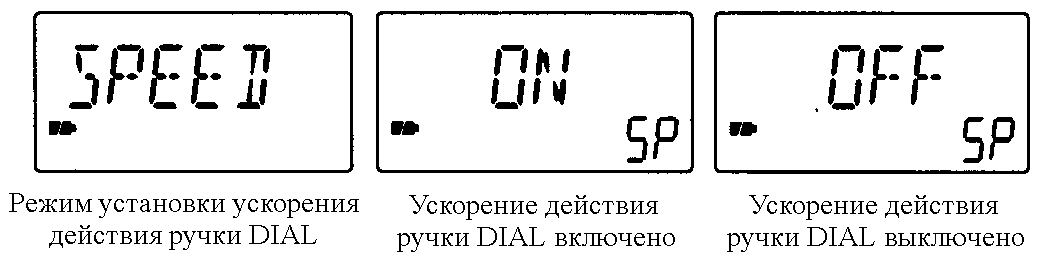 SPEED
ON
SP
OFF
SP
Режим установки ускорения
действия ручки DIAL
Ускорение действия
ручки DIAL включено
Ускорение действия
ручки DIAL выключено